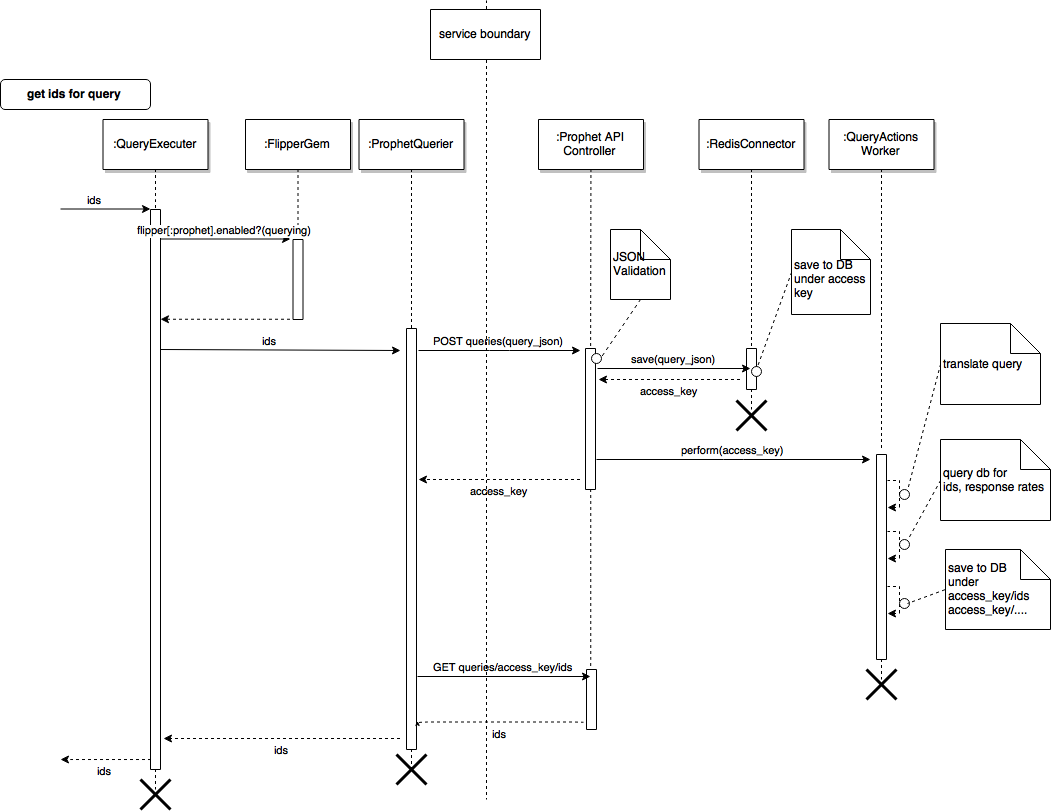 service boundary
get ids for query
:QueryExecuter
:FlipperGem
:ProphetQuerier
:Prophet API
Controller
:RedisConnector
:QueryActions
Worker
ids
flipper[:prophet].enabled?(querying)
JSON
Validation
save to DB
under access
key
ids
POST queries(query_json)
save(query_json)
access_key
translate query
perform(access_key)
access_key
query db for
ids, response rates
save to DB
under
access_key/ids
access_key/....
GET queries/access_key/ids
ids
ids
ids